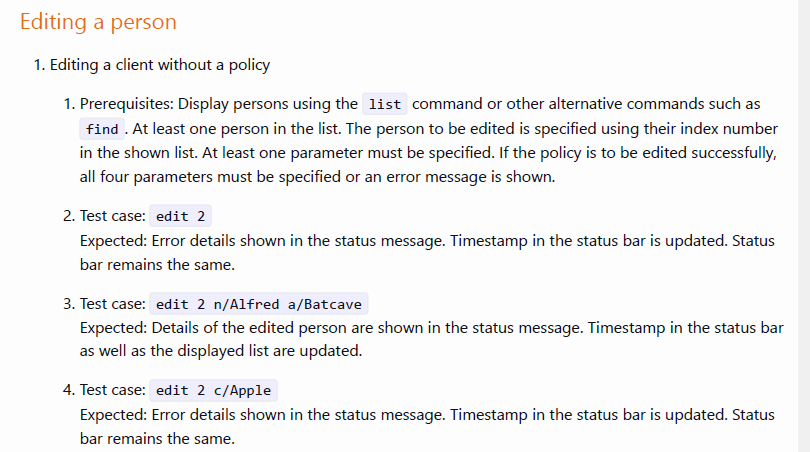 Editing a person
1. Editing a client without a policy
1. Prerequisites: Display persons using the list command or other alternative commands such as
find . At least one person in the list. The person to be edited is specified using their index number
in the shown list. At least one parameter must be specified. If the policy is to be edited successfully,
all four parameters must be specified or an error message is shown.
2. Test case: edit 2
Expected: Error details shown in the status message. Timestamp in the status bar is updated. Status
bar remains the same.
3. Test case: edit 2 n/Alfred a/Batcave
Expected: Details of the edited person are shown in the status message. Timestamp in the status bar
as well as the displayed list are updated.
4. Test case: edit 2 c/Apple
Expected: Error details shown in the status message. Timestamp in the status bar is updated. Status
bar remains the same.